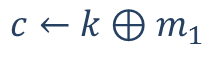 c ← k ⊕ m₁